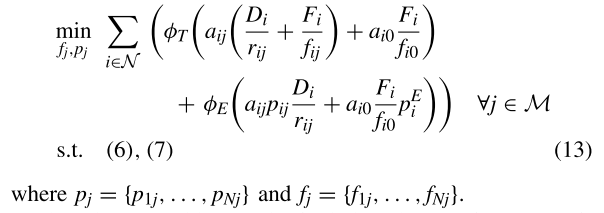 min_{f_j,p_j} ∑_{i∈𝒩} (ϕ_T(a_{ij}(D_i/r_{ij} + F_i/f_{ij}) + a_{i0} F_i/f_{i0})
+ ϕ_E(a_{ij}p_{ij} D_i/r_{ij} + a_{i0} F_i/f_{i0} p_i^E)) ∀j ∈ ℳ
s.t. (6), (7) (13)
where p_j = {p_{1j}, . . . , p_{Nj}} and f_j = {f_{1j}, . . . , f_{Nj}}.